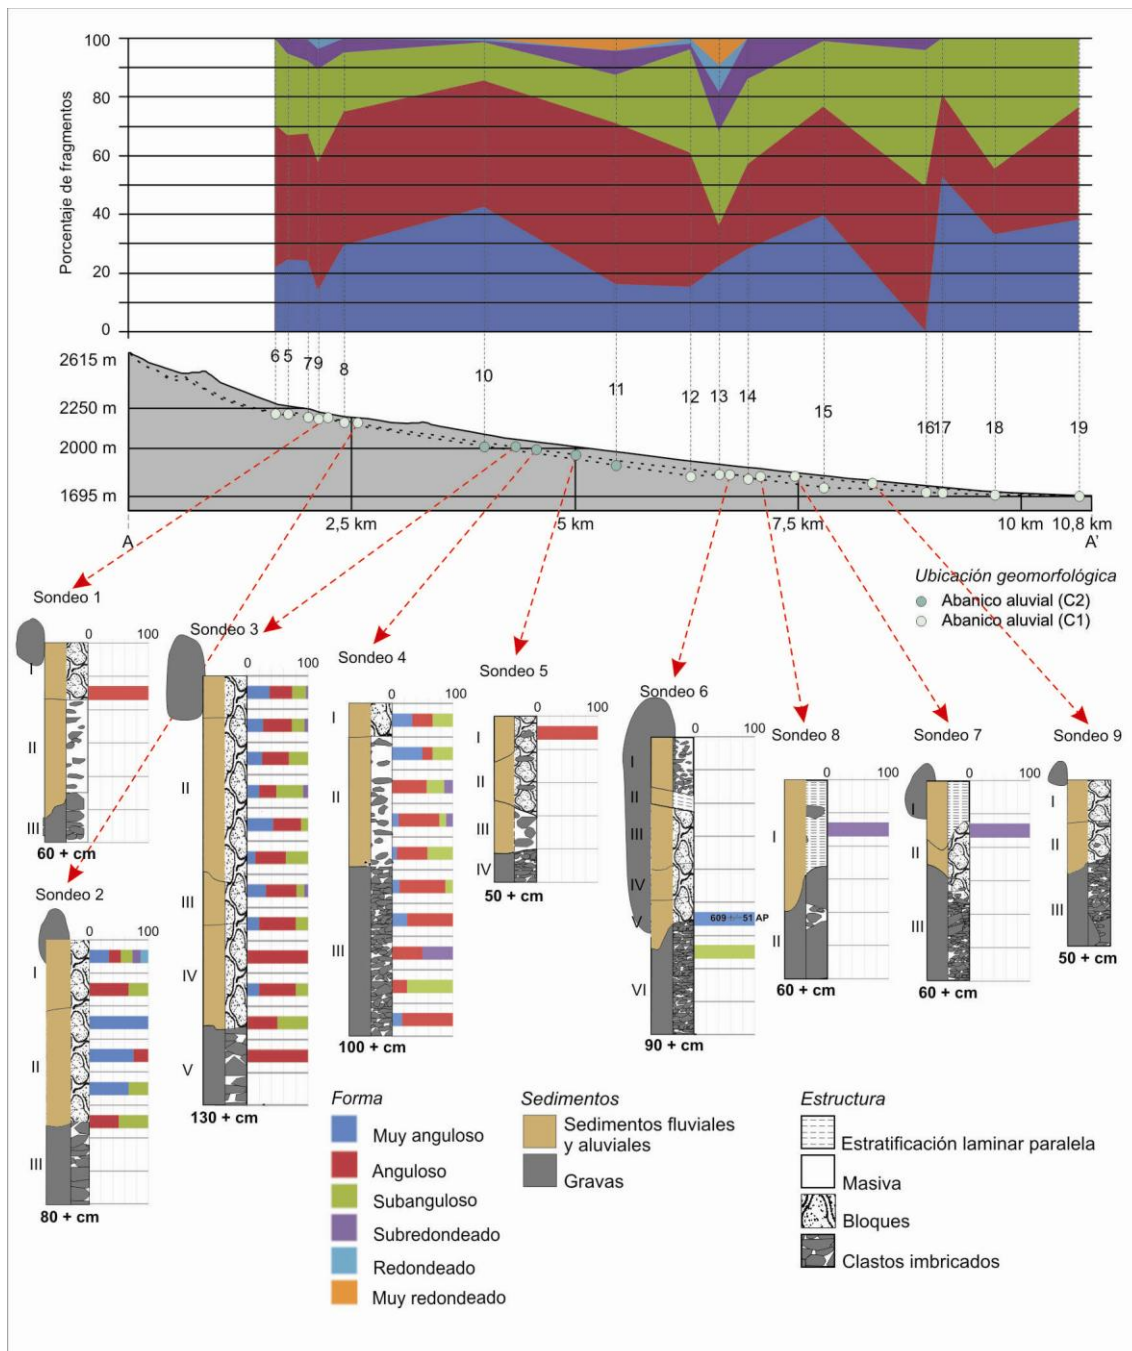 100
80
60
40
20
0
Porcentaje de fragmentos
6 5 7 9 8 10 11 12 13 14 15 16 17 18 19
2615 m
2250 m
2000 m
1695 m
2,5 km
5 km
7,5 km
10 km
10,8 km
A
A'
Ubicación geomorfológica
Abanico aluvial (C2)
Abanico aluvial (C1)
Sondeo 1
0 100
I
II
III
60 + cm
Sondeo 2
0 100
I
II
III
80 + cm
Sondeo 3
0 100
II
III
IV
V
130 + cm
Sondeo 4
0 100
I
II
III
100 + cm
Sondeo 5
0 100
I
II
III
IV
50 + cm
Sondeo 6
0 100
I
II
III
IV
V
VI
609 +/- 51 AP
90 + cm
Sondeo 8
0 100
I
II
60 + cm
Sondeo 7
0 100
I
II
III
60 + cm
Sondeo 9
I
II
III
50 + cm
Forma
Muy anguloso
Anguloso
Subanguloso
Subredondeado
Redondeado
Muy redondeado
Sedimentos
Sedimentos fluviales
y aluviales
Gravas
Estructura
Estratificación laminar paralela
Masiva
Bloques
Clastos imbricados